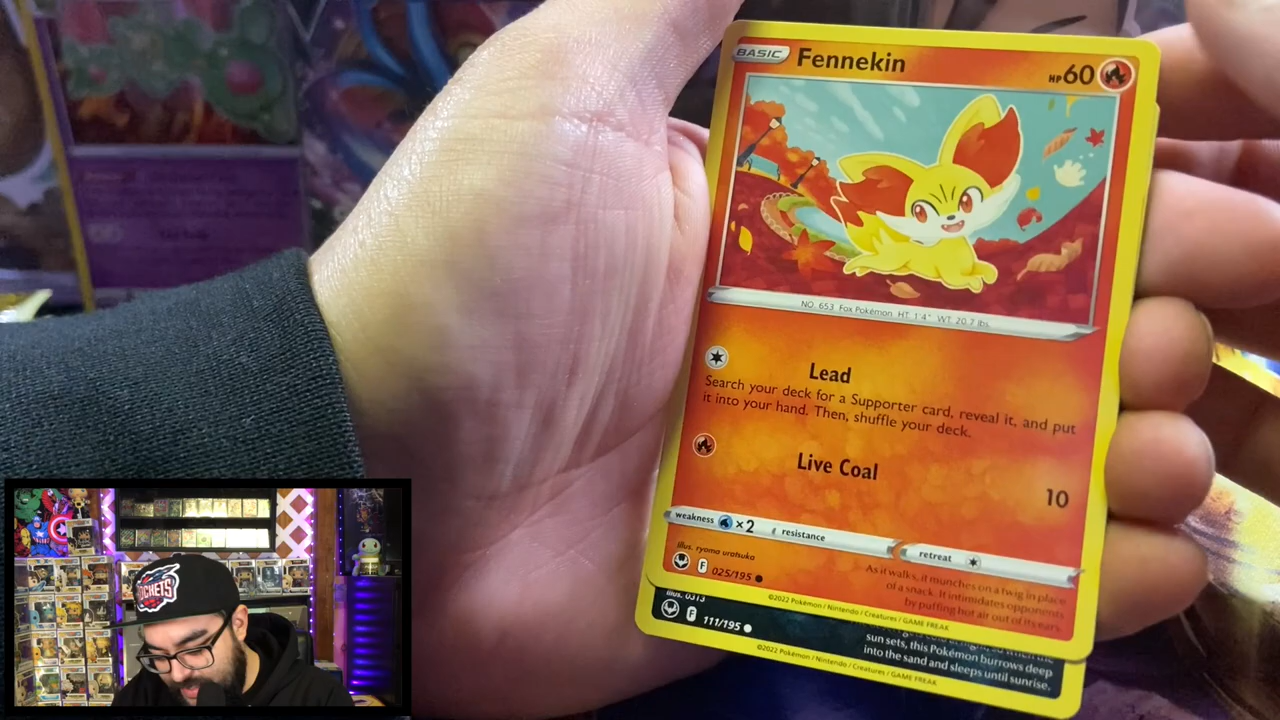 BASIC Fennekin HP60
NO. 653 Fox Pokémon. HT. 1'4" WT. 20.7 lbs.
Lead
Search your deck for a Supporter card, reveal it, and put
it into your hand. Then, shuffle your deck.
Live Coal 10
weakness ×2 resistance retreat
illus. ryoma uratsuka
F 025/195
As it walks, it munches on a twig in place
of a snack. It intimidates opponents
by puffing hot air out of its ears.
©2022 Pokémon / Nintendo / Creatures / GAME FREAK
illus. 0313
F 111/195
sun sets, this Pokémon burrows deep
into the sand and sleeps until sunrise.
©2022 Pokémon / Nintendo / Creatures / GAME FREAK